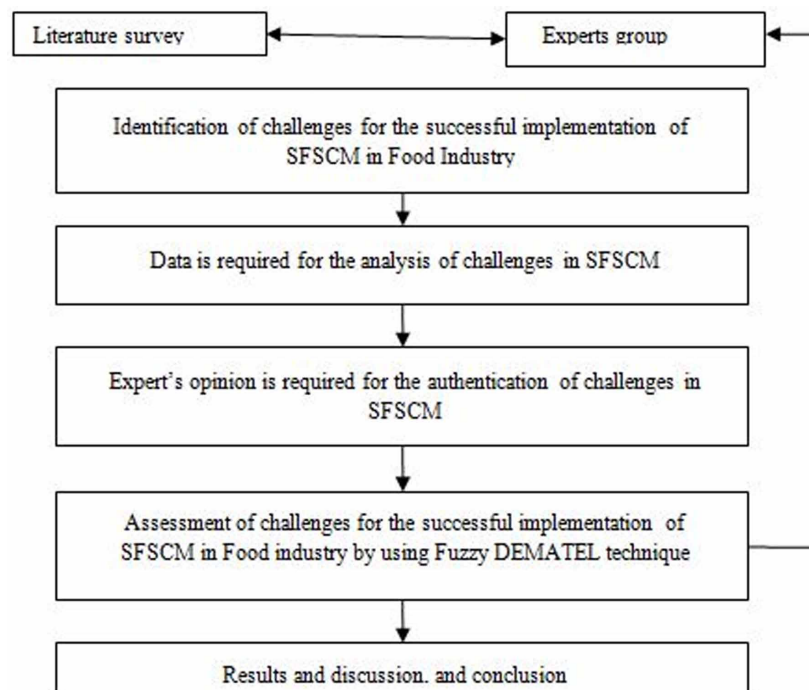 Literature survey
Experts group
Identification of challenges for the successful implementation of
SFSCM in Food Industry
Data is required for the analysis of challenges in SFSCM
Expert's opinion is required for the authentication of challenges in
SFSCM
Assessment of challenges for the successful implementation of
SFSCM in Food industry by using Fuzzy DEMATEL technique
Results and discussion. and conclusion